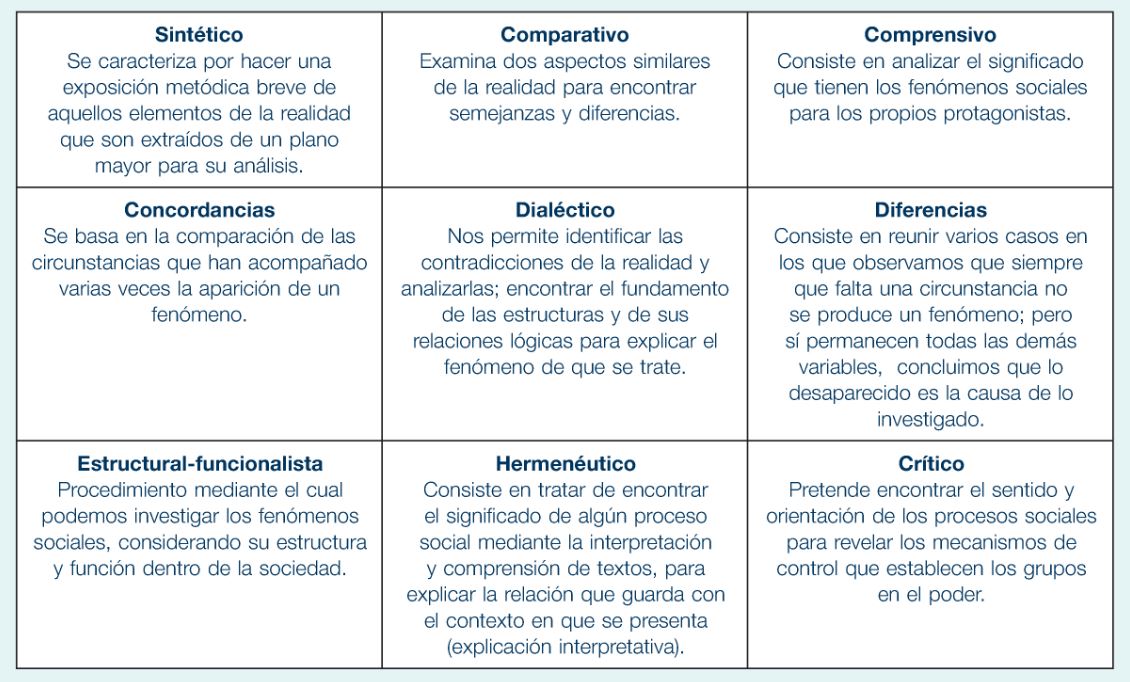 Sintético
Se caracteriza por hacer una
exposición metódica breve de
aquellos elementos de la realidad
que son extraídos de un plano
mayor para su análisis.
Comparativo
Examina dos aspectos similares
de la realidad para encontrar
semejanzas y diferencias.
Comprensivo
Consiste en analizar el significado
que tienen los fenómenos sociales
para los propios protagonistas.
Concordancias
Se basa en la comparación de las
circunstancias que han acompañado
varias veces la aparición de un
fenómeno.
Dialéctico
Nos permite identificar las
contradicciones de la realidad y
analizarlas; encontrar el fundamento
de las estructuras y de sus
relaciones lógicas para explicar el
fenómeno de que se trate.
Diferencias
Consiste en reunir varios casos en
los que observamos que siempre
que falta una circunstancia no
se produce un fenómeno; pero
sí permanecen todas las demás
variables, concluimos que lo
desaparecido es la causa de lo
investigado.
Estructural-funcionalista
Procedimiento mediante el cual
podemos investigar los fenómenos
sociales, considerando su estructura
y función dentro de la sociedad.
Hermenéutico
Consiste en tratar de encontrar
el significado de algún proceso
social mediante la interpretación
y comprensión de textos, para
explicar la relación que guarda con
el contexto en que se presenta
(explicación interpretativa).
Crítico
Pretende encontrar el sentido y
orientación de los procesos sociales
para revelar los mecanismos de
control que establecen los grupos
en el poder.